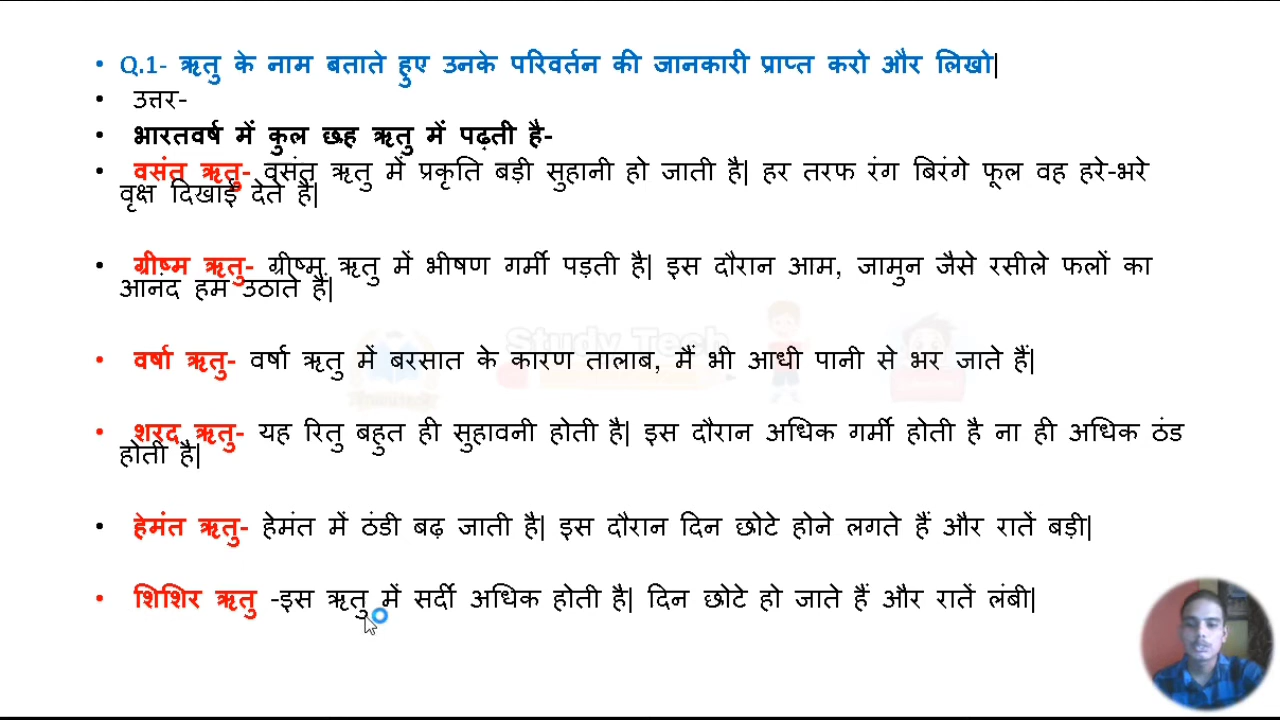 Q.1- ऋतु के नाम बताते हुए उनके परिवर्तन की जानकारी प्राप्त करो और लिखो|
उत्तर-
भारतवर्ष में कुल छह ऋतु में पढ़ती है-
वसंत ऋतु- वसंत ऋतु में प्रकृति बड़ी सुहानी हो जाती है| हर तरफ रंग बिरंगे फूल वह हरे-भरे
वृक्ष दिखाई देते हैं|
ग्रीष्म ऋतु- ग्रीष्म ऋतु में भीषण गर्मी पड़ती है| इस दौरान आम, जामुन जैसे रसीले फलों का
आनंद हम उठाते हैं|
Study Tech
वर्षा ऋतु- वर्षा ऋतु में बरसात के कारण तालाब, मैं भी आधी पानी से भर जाते हैं|
शरद ऋतु- यह रितु बहुत ही सुहावनी होती है| इस दौरान अधिक गर्मी होती है ना ही अधिक ठंड
होती है|
हेमंत ऋतु- हेमंत में ठंडी बढ़ जाती है| इस दौरान दिन छोटे होने लगते हैं और रातें बड़ी|
शिशिर ऋतु -इस ऋतु में सर्दी अधिक होती है| दिन छोटे हो जाते हैं और रातें लंबी|